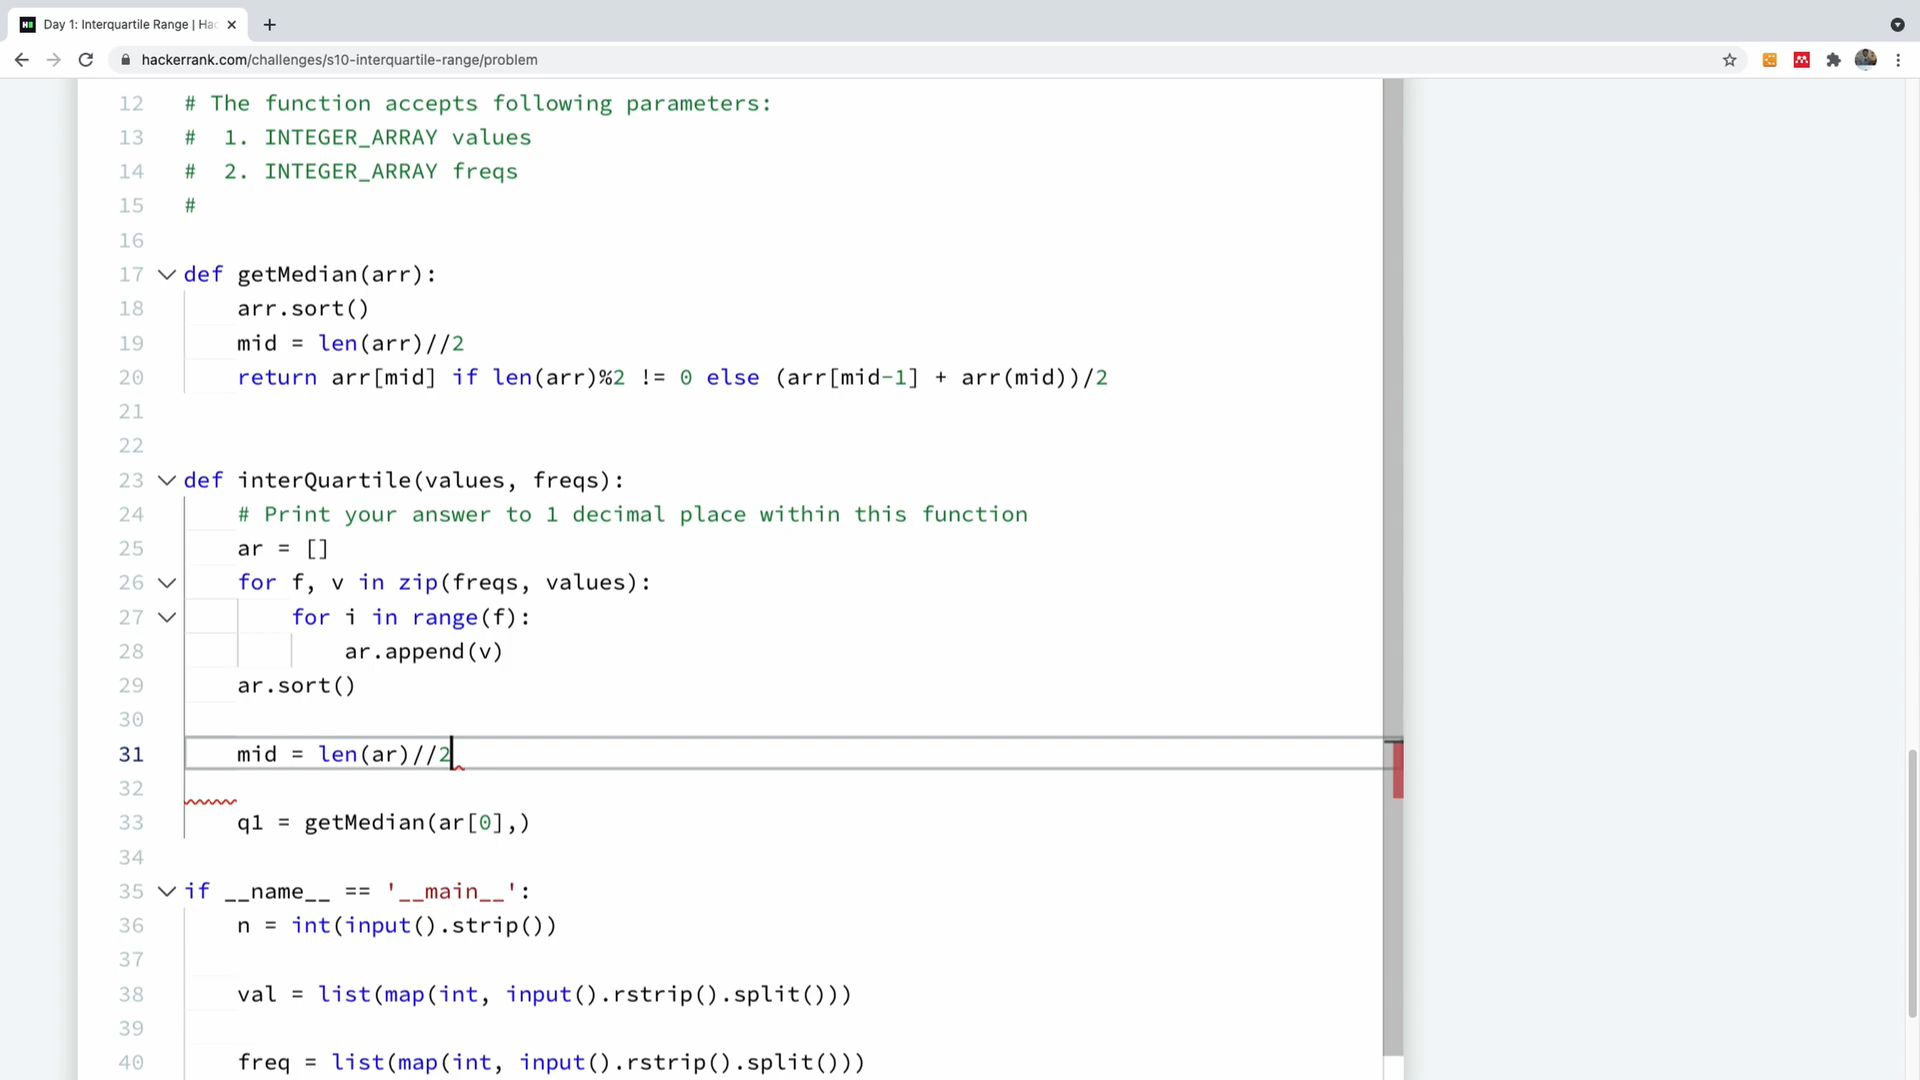 Day 1: Interquartile Range | Hac
hackerrank.com/challenges/s10-interquartile-range/problem
12 # The function accepts following parameters:
13 #  1. INTEGER_ARRAY values
14 #  2. INTEGER_ARRAY freqs
15 #
16
17 def getMedian(arr):
18     arr.sort()
19     mid = len(arr)//2
20     return arr[mid] if len(arr)%2 != 0 else (arr[mid-1] + arr(mid))/2
21
22
23 def interQuartile(values, freqs):
24     # Print your answer to 1 decimal place within this function
25     ar = []
26     for f, v in zip(freqs, values):
27         for i in range(f):
28             ar.append(v)
29     ar.sort()
30
31     mid = len(ar)//2
32
33     q1 = getMedian(ar[0],)
34
35 if __name__ == '__main__':
36     n = int(input().strip())
37
38     val = list(map(int, input().rstrip().split()))
39
40     freq = list(map(int, input().rstrip().split()))